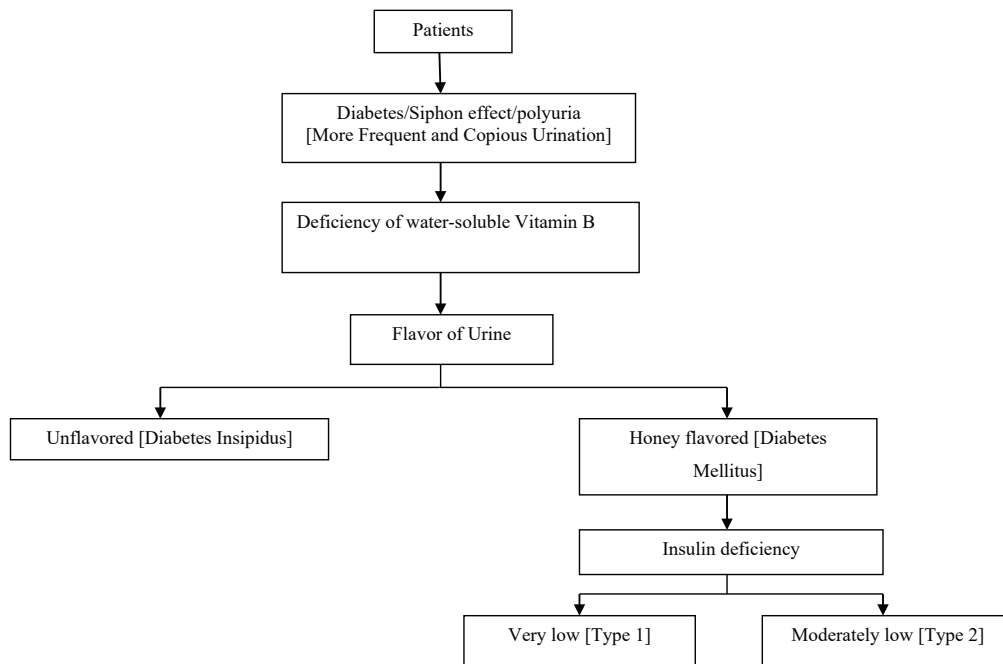 Patients
Diabetes/Siphon effect/polyuria
[More Frequent and Copious Urination]
Deficiency of water-soluble Vitamin B
Flavor of Urine
Unflavored [Diabetes Insipidus]
Honey flavored [Diabetes
Mellitus]
Insulin deficiency
Very low [Type 1]
Moderately low [Type 2]